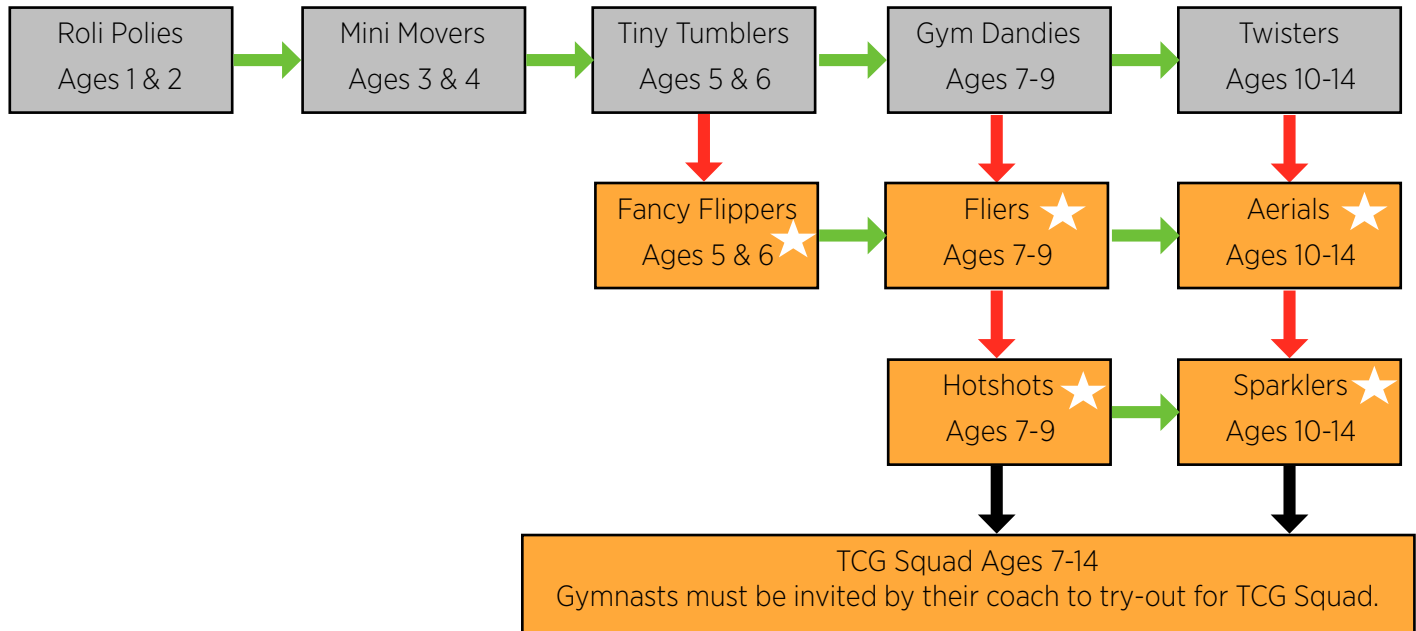 Roli Polies
Ages 1 & 2
Mini Movers
Ages 3 & 4
Tiny Tumblers
Ages 5 & 6
Gym Dandies
Ages 7-9
Twisters
Ages 10-14
Fancy Flippers
Ages 5 & 6
Fliers
Ages 7-9
Aerials
Ages 10-14
Hotshots
Ages 7-9
Sparklers
Ages 10-14
TCG Squad Ages 7-14
Gymnasts must be invited by their coach to try-out for TCG Squad.